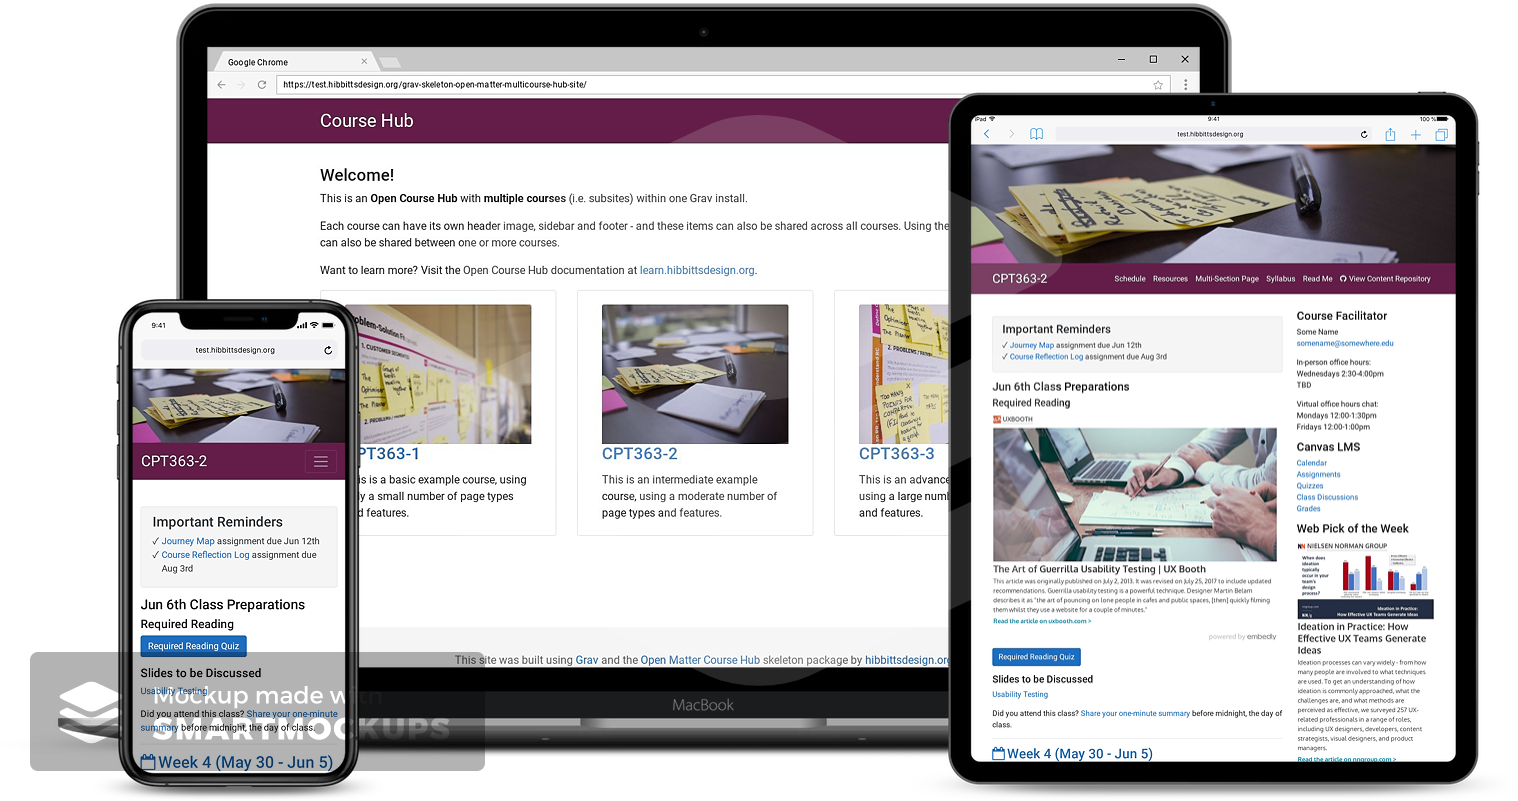 Google Chrome
https://test.hibbittsdesign.org/grav-skeleton-open-matter-multicourse-hub-site/
Course Hub
Welcome!
This is an Open Course Hub with multiple courses (i.e. subsites) within one Grav install.
Each course can have its own header image, sidebar and footer - and these items can also be shared across all courses. Using the
can also be shared between one or more courses.
Want to learn more? Visit the Open Course Hub documentation at learn.hibbittsdesign.org.
PT363-1
is is a basic example course, using
y a small number of page types
d features.
CPT363-2
This is an intermediate example
course, using a moderate number of
page types and features.
CPT363-3
This is an advance
using a large num
and features.
This site was built using Grav and the Open Matter Course Hub skeleton package by hibbittsdesign.org
MacBook
9:41
test.hibbittsdesign.org
CPT363-2
Important Reminders
✓ Journey Map assignment due Jun 12th
✓ Course Reflection Log assignment due
Aug 3rd
Jun 6th Class Preparations
Required Reading
Required Reading Quiz
Slides to be Discussed
Usability Testing
Did you attend this class? Share your one-minute
summary before midnight, the day of class.
Week 4 (May 30 - Jun 5)
Mockup made with
SMARTMOCKUPS
iPad
9:41
100 %
test.hibbittsdesign.org
CPT363-2
Schedule Resources Multi-Section Page Syllabus Read Me View Content Repository
Important Reminders
✓ Journey Map assignment due Jun 12th
✓ Course Reflection Log assignment due Aug 3rd
Jun 6th Class Preparations
Required Reading
UXBOOTH
The Art of Guerrilla Usability Testing | UX Booth
This article was originally published on July 2, 2013. It was revised on July 25, 2017 to include updated
recommendations. Guerrilla usability testing is a powerful technique. Designer Martin Belam
describes it as "the art of pouncing on lone people in cafes and public spaces, [then] quickly filming
them whilst they use a website for a couple of minutes."
Read the article on uxbooth.com >
powered by embedly
Required Reading Quiz
Slides to be Discussed
Usability Testing
Did you attend this class? Share your one-minute summary before midnight, the day of
class.
Week 4 (May 30 - Jun 5)
Course Facilitator
Some Name
somename@somewhere.edu
In-person office hours:
Wednesdays 2:30-4:00pm
TBD
Virtual office hours chat:
Mondays 12:00-1:30pm
Fridays 12:00-1:00pm
Canvas LMS
Calendar
Assignments
Quizzes
Class Discussions
Grades
Web Pick of the Week
NN NIELSEN NORMAN GROUP
When does
ideation
typically
occur in your
team's
design
process?
Ideation in Practice:
How Effective UX Teams Generate Ideas
Ideation in Practice: How
Effective UX Teams Generate
Ideas
Ideation processes can vary widely - from how
many people are involved to what techniques
are used. To get an understanding of how
ideation is commonly approached, what the
challenges are, and what methods are
perceived as effective, we surveyed 257 UX-
related professionals in a range of roles,
including UX designers, developers, content
strategists, visual designers, and product
managers.
Read the article on nngroup.com >